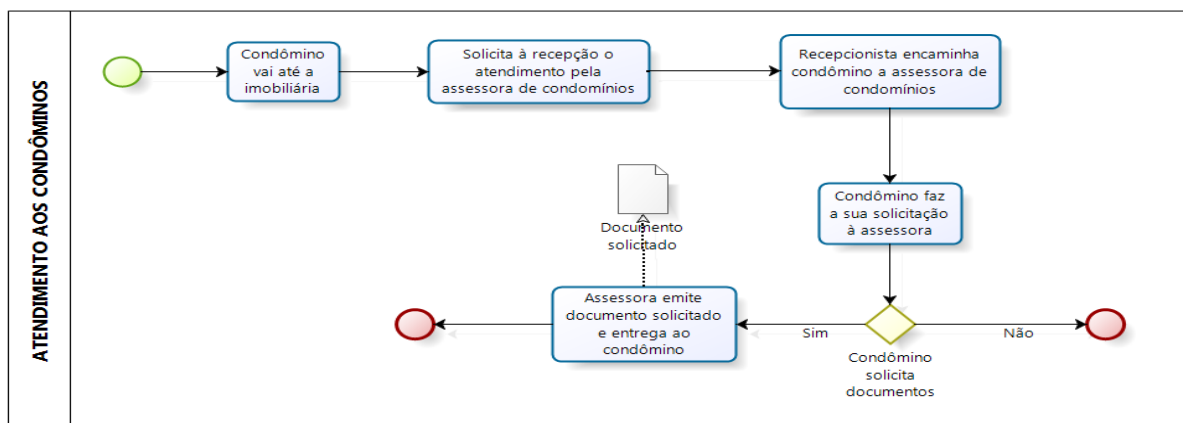 ATENDIMENTO AOS CONDÔMINOS
Condômino
vai até a
imobiliária
Solicita à recepção o
atendimento pela
assessora de condomínios
Recepcionista encaminha
condômino a assessora de
condomínios
Condômino faz
a sua solicitação
à assessora
Condômino
solicita
documentos
Sim
Não
Assessora emite
documento solicitado
e entrega ao
condômino
Documento
solicitado